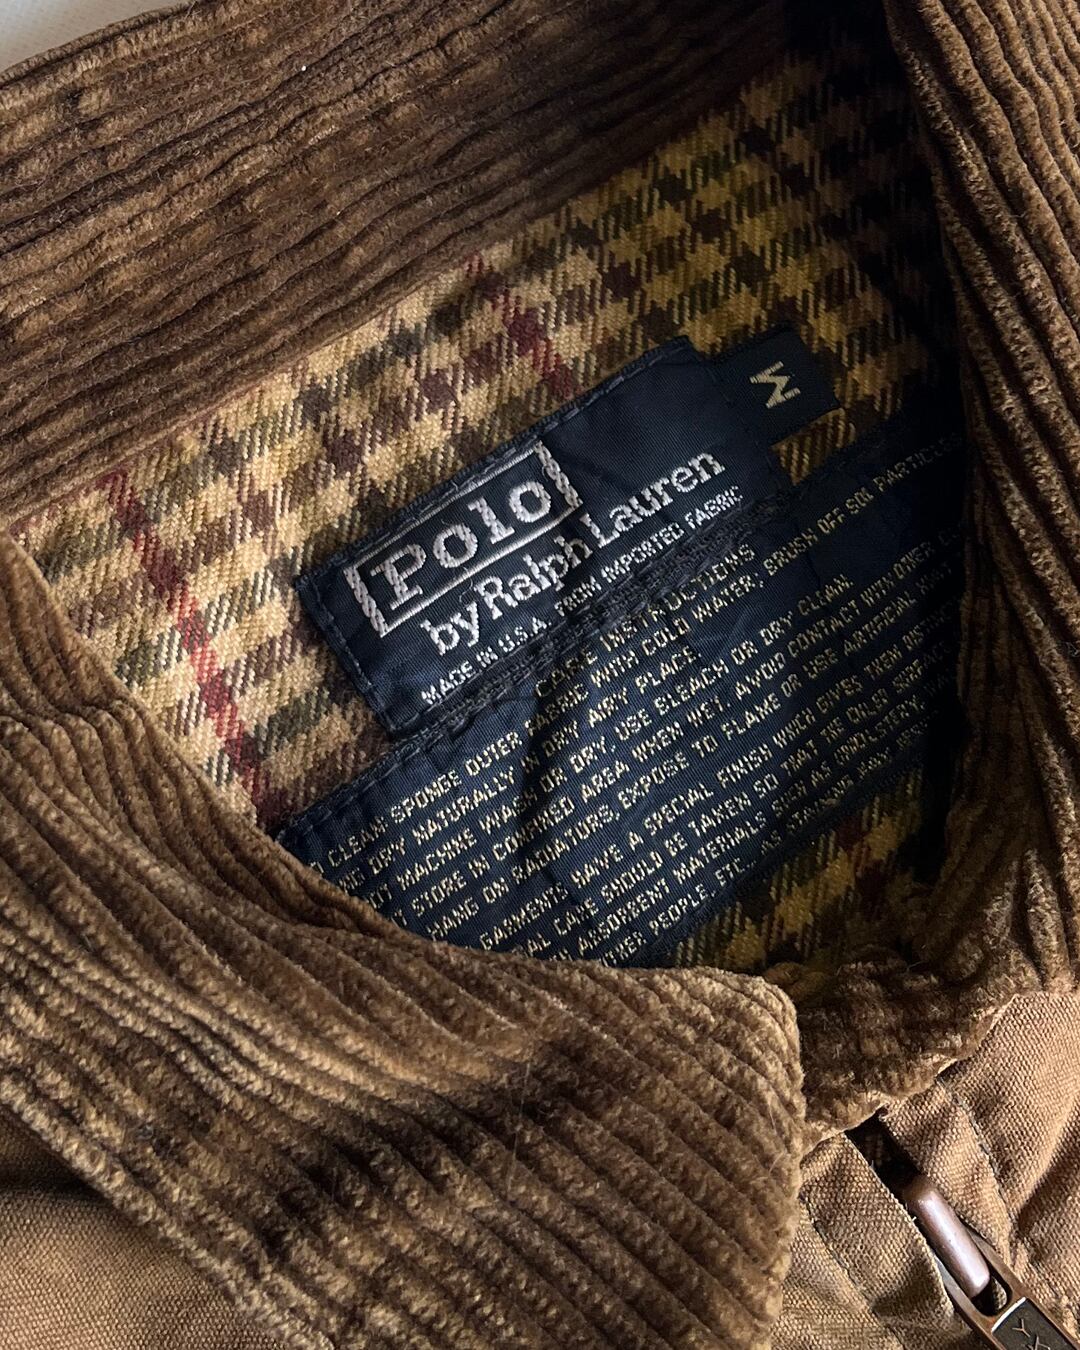 POLO
by Ralph Lauren
MADE IN U.S.A. FROM IMPORTED FABRIC
M
CARE INSTRUCTIONS
CLEAN SPONGE OUTER FABRIC WITH COLD WATER; BRUSH OFF SOIL PARTICLES
DRY NATURALLY DRY AIRY PLACE
MACHINE WASH OR DRY, USE BLEACH OR DRY CLEAN
STORE IN CONFINED AREA WHEN WET, AVOID CONTACT WITH OTHER
HANG ON RADIATORS, EXPOSE TO FLAME OR USE ARTIFICIAL HEAT
GARMENTS HAVE A SPECIAL FINISH WHICH GIVES THEM
CARE SHOULD BE TAKEN SO THAT THE OILED SURFACE
ABSORBENT MATERIALS SUCH AS UPHOLSTERY,
OTHER PEOPLE, ETC. AS STAINING MAY
YKK